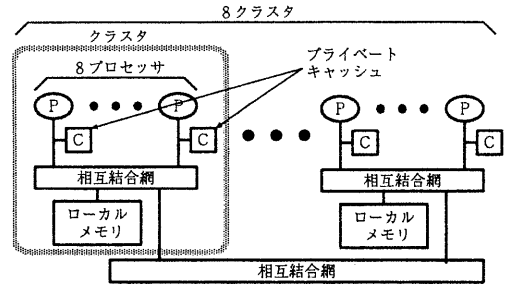 8クラスタ
クラスタ
プライベート
キャッシュ
8プロセッサ
P
P
P
P
C
C
C
C
相互結合網
相互結合網
ローカル
メモリ
ローカル
メモリ
相互結合網